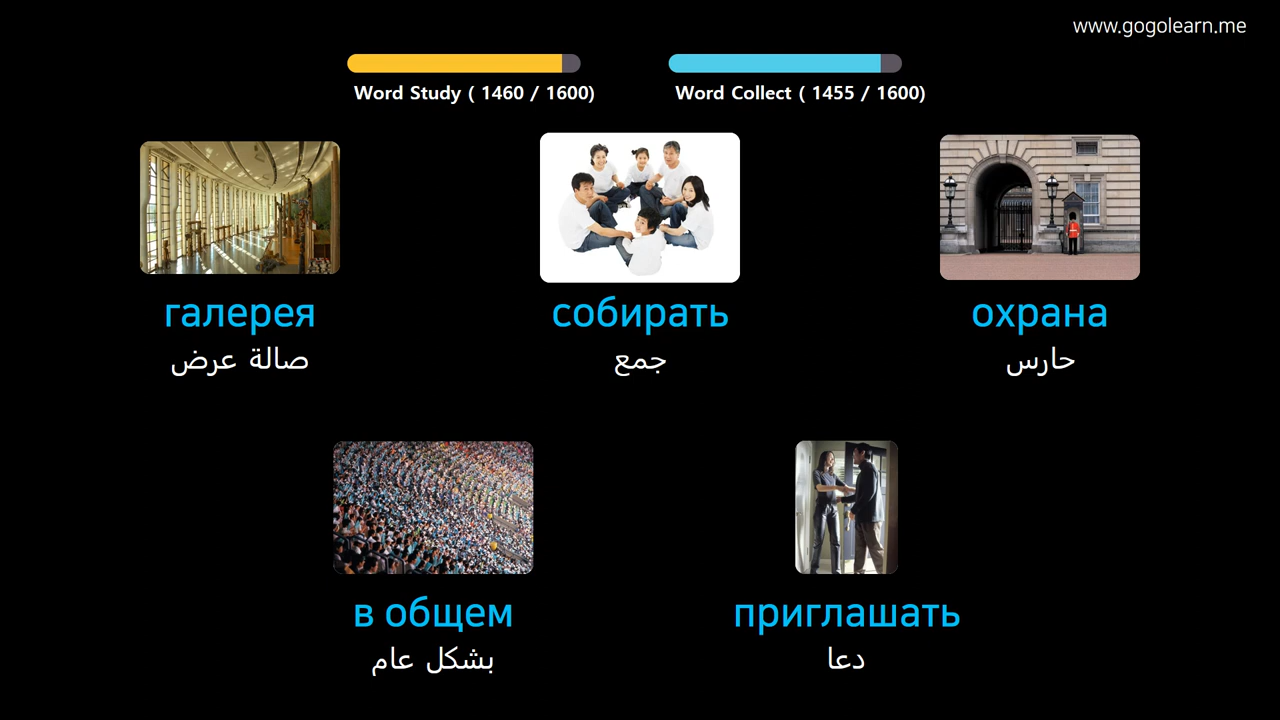 www.gogolearn.me
Word Study ( 1460 / 1600)
Word Collect ( 1455 / 1600)
галерея
صالة عرض
собирать
جمع
охрана
حارس
в общем
بشكل عام
приглашать
دعا